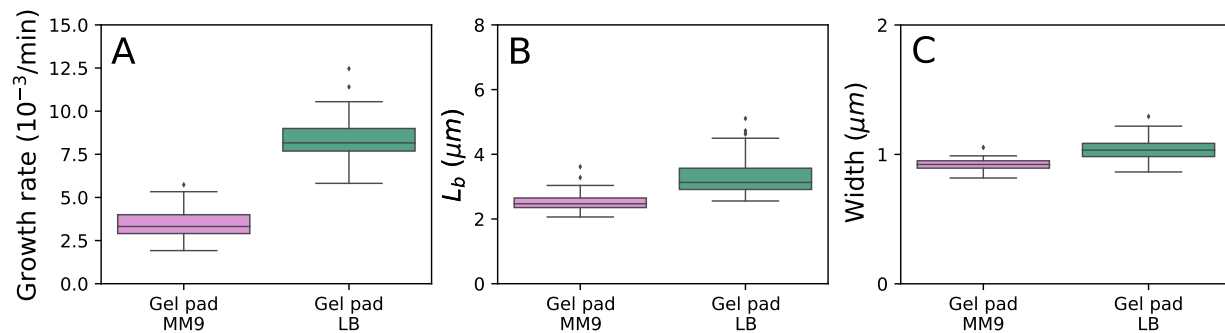 A
Growth rate (10⁻³/min)
15.0
12.5
10.0
7.5
5.0
2.5
0.0
Gel pad
MM9
Gel pad
LB
B
L_b (μm)
8
6
4
2
0
Gel pad
MM9
Gel pad
LB
C
Width (μm)
2
1
0
Gel pad
MM9
Gel pad
LB